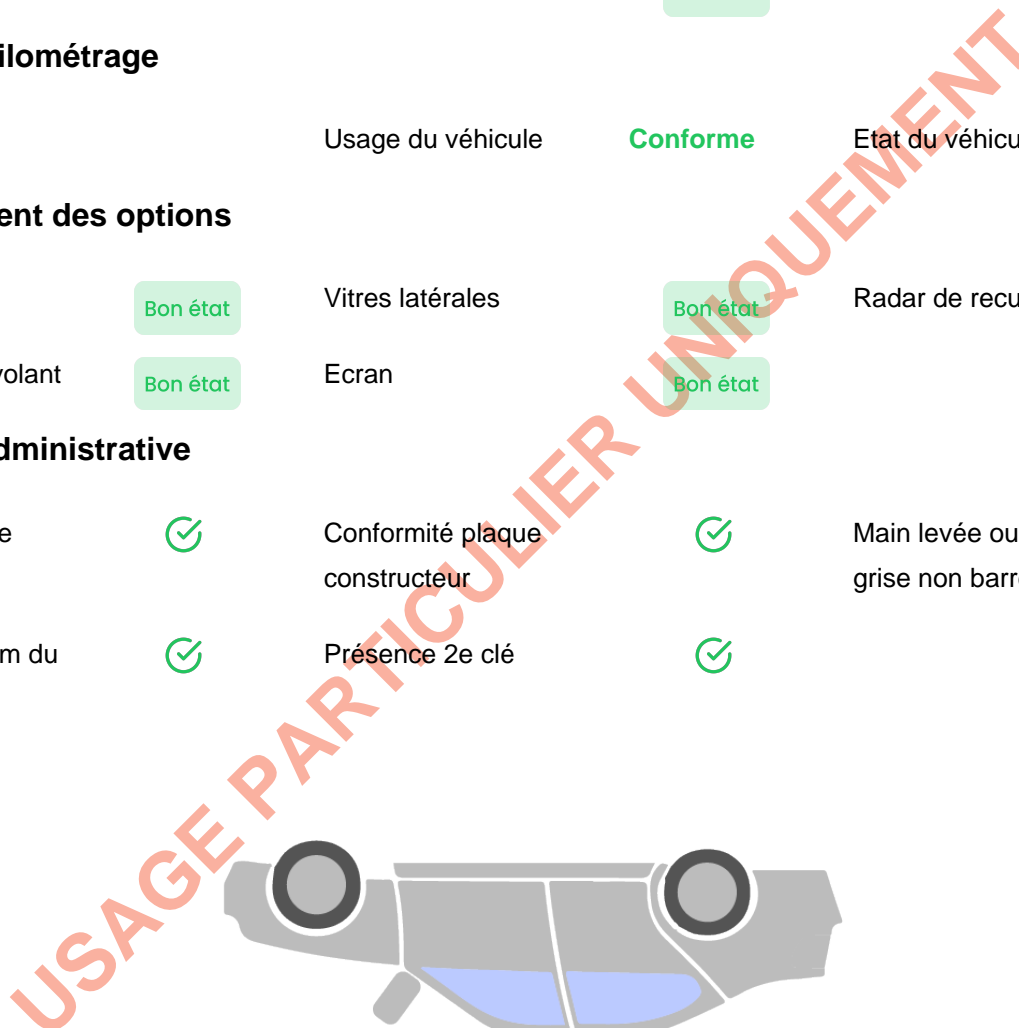 ilométrage
Usage du véhicule Conforme Etat du véhicu
ent des options
Bon état Vitres latérales Bon état Radar de recu
volant Bon état Ecran Bon état
dministrative
e Conformité plaque Main levée ou
constructeur grise non barr
m du Présence 2e clé
USAGE PARTICULIER UNIQUEMENT